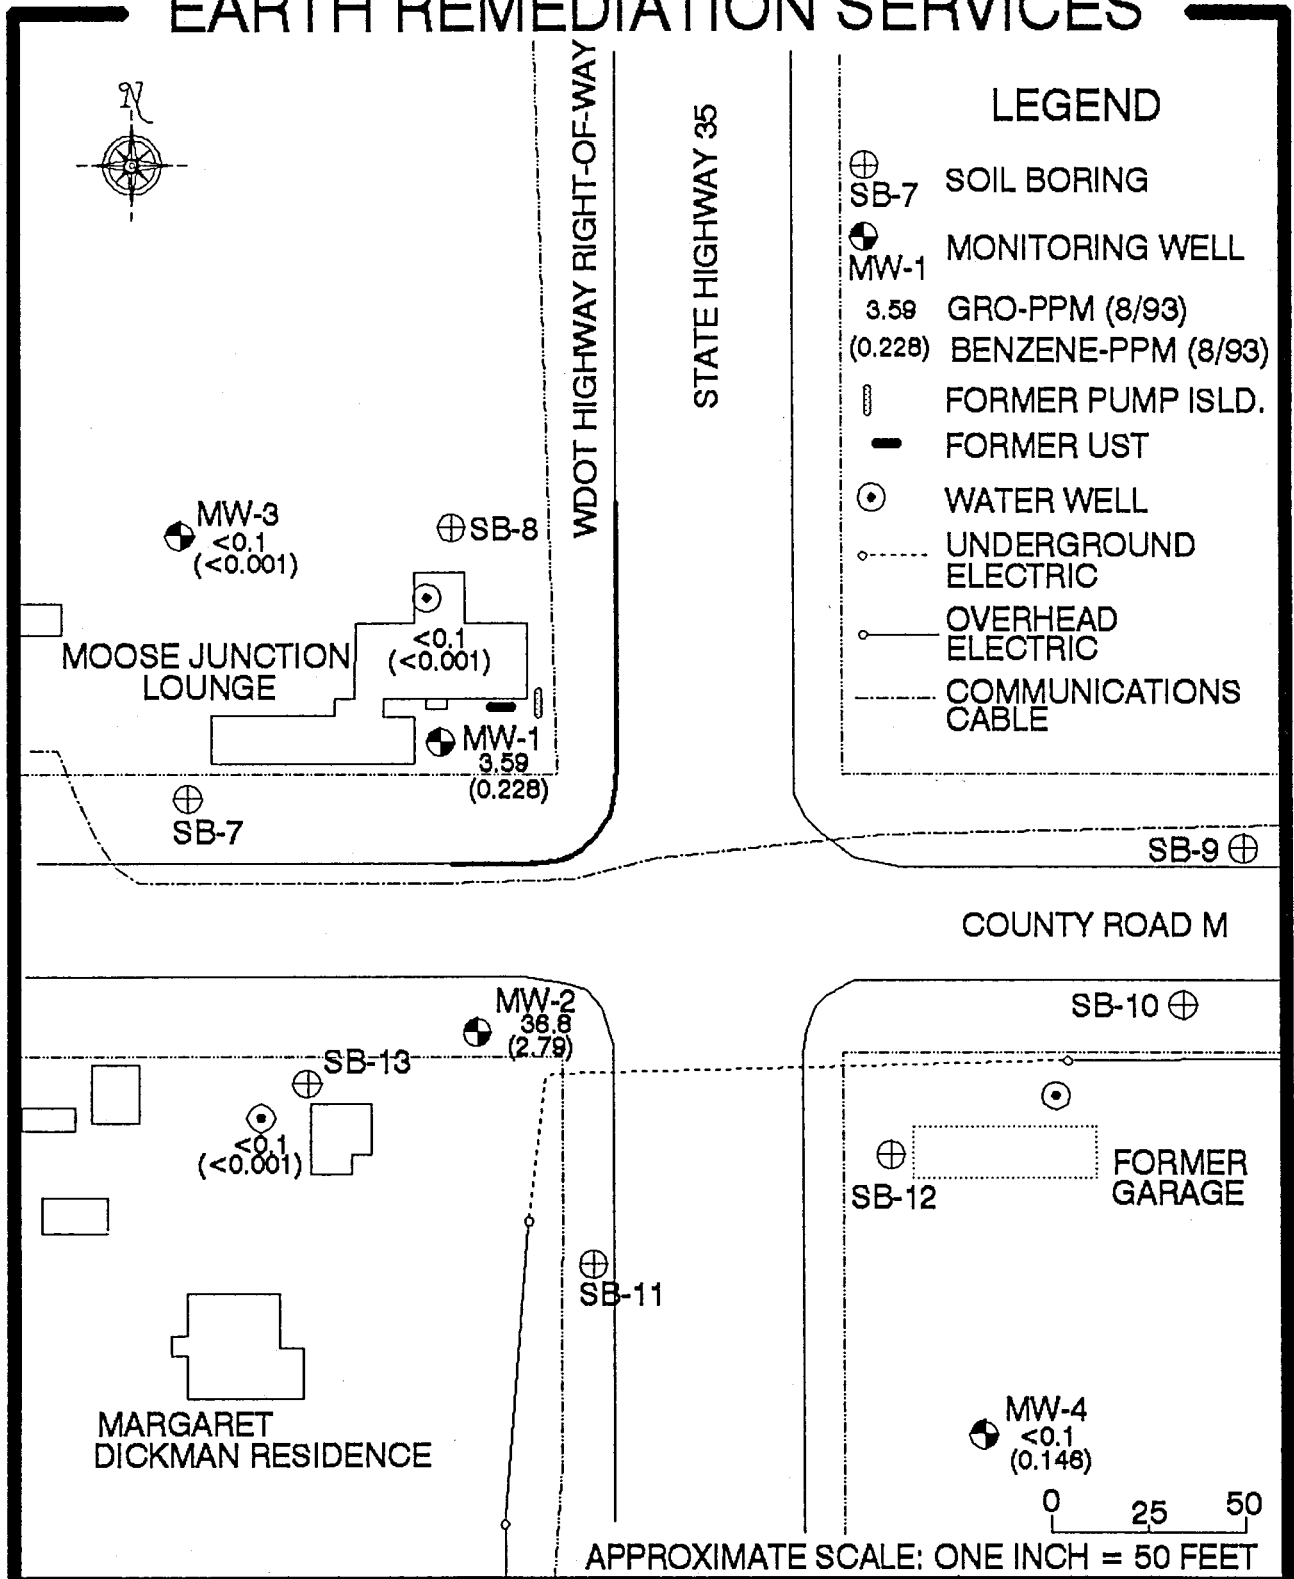 EARTH REMEDIATION SERVICES
N
WDOT HIGHWAY RIGHT-OF-WAY
STATE HIGHWAY 35
LEGEND
SB-7 SOIL BORING
MW-1 MONITORING WELL
3.59 GRO-PPM (8/93)
(0.228) BENZENE-PPM (8/93)
FORMER PUMP ISLD.
FORMER UST
WATER WELL
UNDERGROUND
ELECTRIC
OVERHEAD
ELECTRIC
COMMUNICATIONS
CABLE
MW-3
<0.1
(<0.001)
SB-8
<0.1
(<0.001)
MOOSE JUNCTION
LOUNGE
MW-1
3.59
(0.228)
SB-7
SB-9
COUNTY ROAD M
MW-2
36.8
(2.79)
SB-10
SB-13
<0.1
(<0.001)
FORMER
GARAGE
SB-12
SB-11
MARGARET
DICKMAN RESIDENCE
MW-4
<0.1
(0.146)
0 25 50
APPROXIMATE SCALE: ONE INCH = 50 FEET